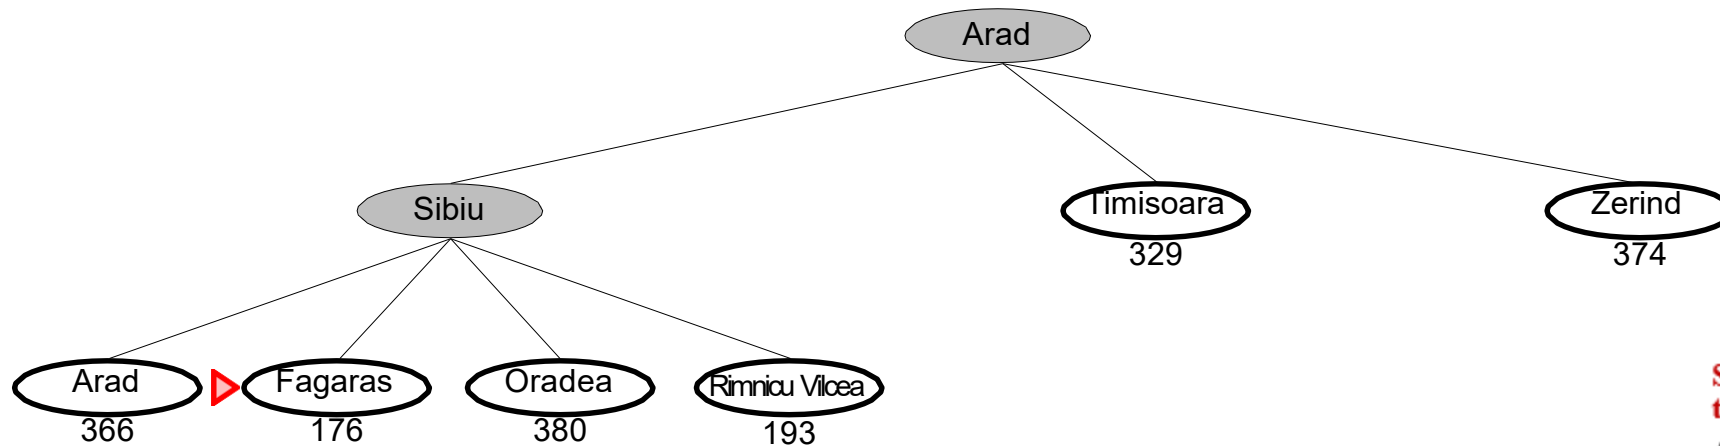 Arad
Sibiu
Timisoara
Zerind
329
374
Arad
Fagaras
Oradea
Rimnicu Vilcea
366
176
380
193